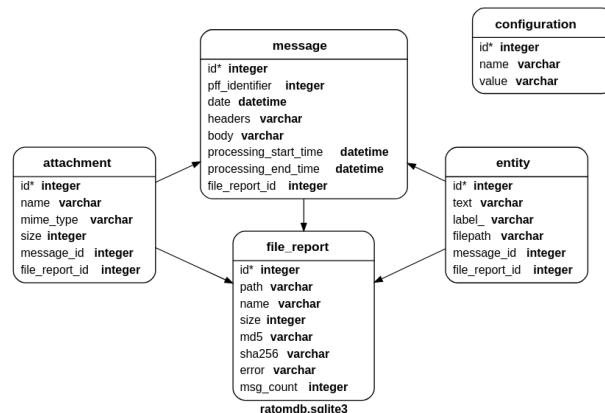 configuration
id* integer
name varchar
value varchar
message
id* integer
pff_identifier integer
date datetime
headers varchar
body varchar
processing_start_time datetime
processing_end_time datetime
file_report_id integer
attachment
id* integer
name varchar
mime_type varchar
size integer
message_id integer
file_report_id integer
entity
id* integer
text varchar
label_ varchar
filepath varchar
message_id integer
file_report_id integer
file_report
id* integer
path varchar
name varchar
size integer
md5 varchar
sha256 varchar
error varchar
msg_count integer
ratomdb.sqlite3